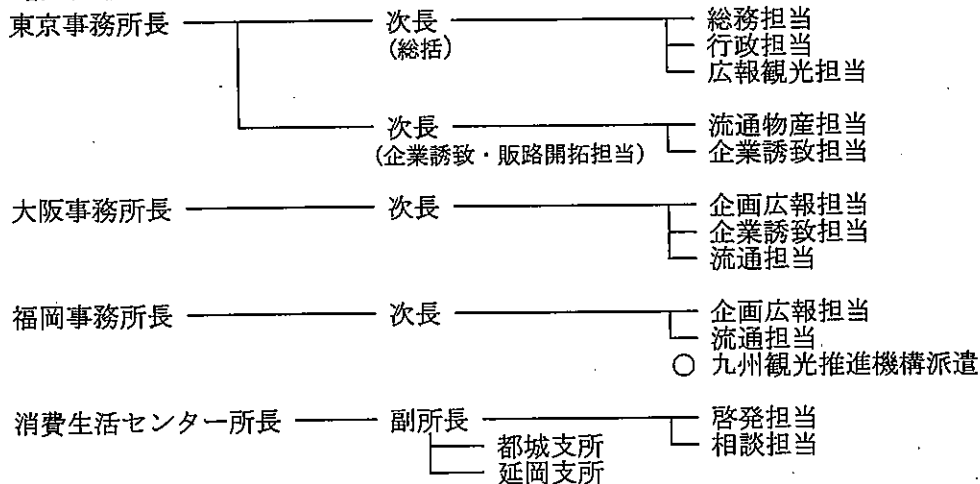 東京事務所長 次長 総務担当
(総括) 行政担当
広報観光担当
次長 流通物産担当
(企業誘致・販路開拓担当) 企業誘致担当
大阪事務所長 次長 企画広報担当
企業誘致担当
流通担当
福岡事務所長 次長 企画広報担当
流通担当
○ 九州観光推進機構派遣
消費生活センター所長 副所長 啓発担当
相談担当
都城支所
延岡支所